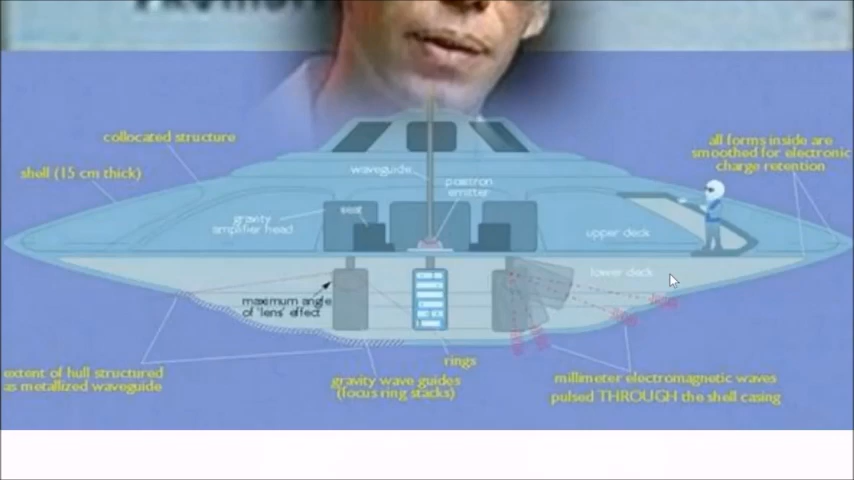 collocated structure
shell (15 cm thick)
all forms inside are
smoothed for electronic
charge retention
waveguide
positron
emitter
seat
gravity
amplifier head
upper deck
lower deck
maximum angle
of 'lens' effect
rings
extent of hull structured
as metallized waveguide
gravity wave guides
(focus ring stacks)
millimeter electromagnetic waves
pulsed THROUGH the shell casing